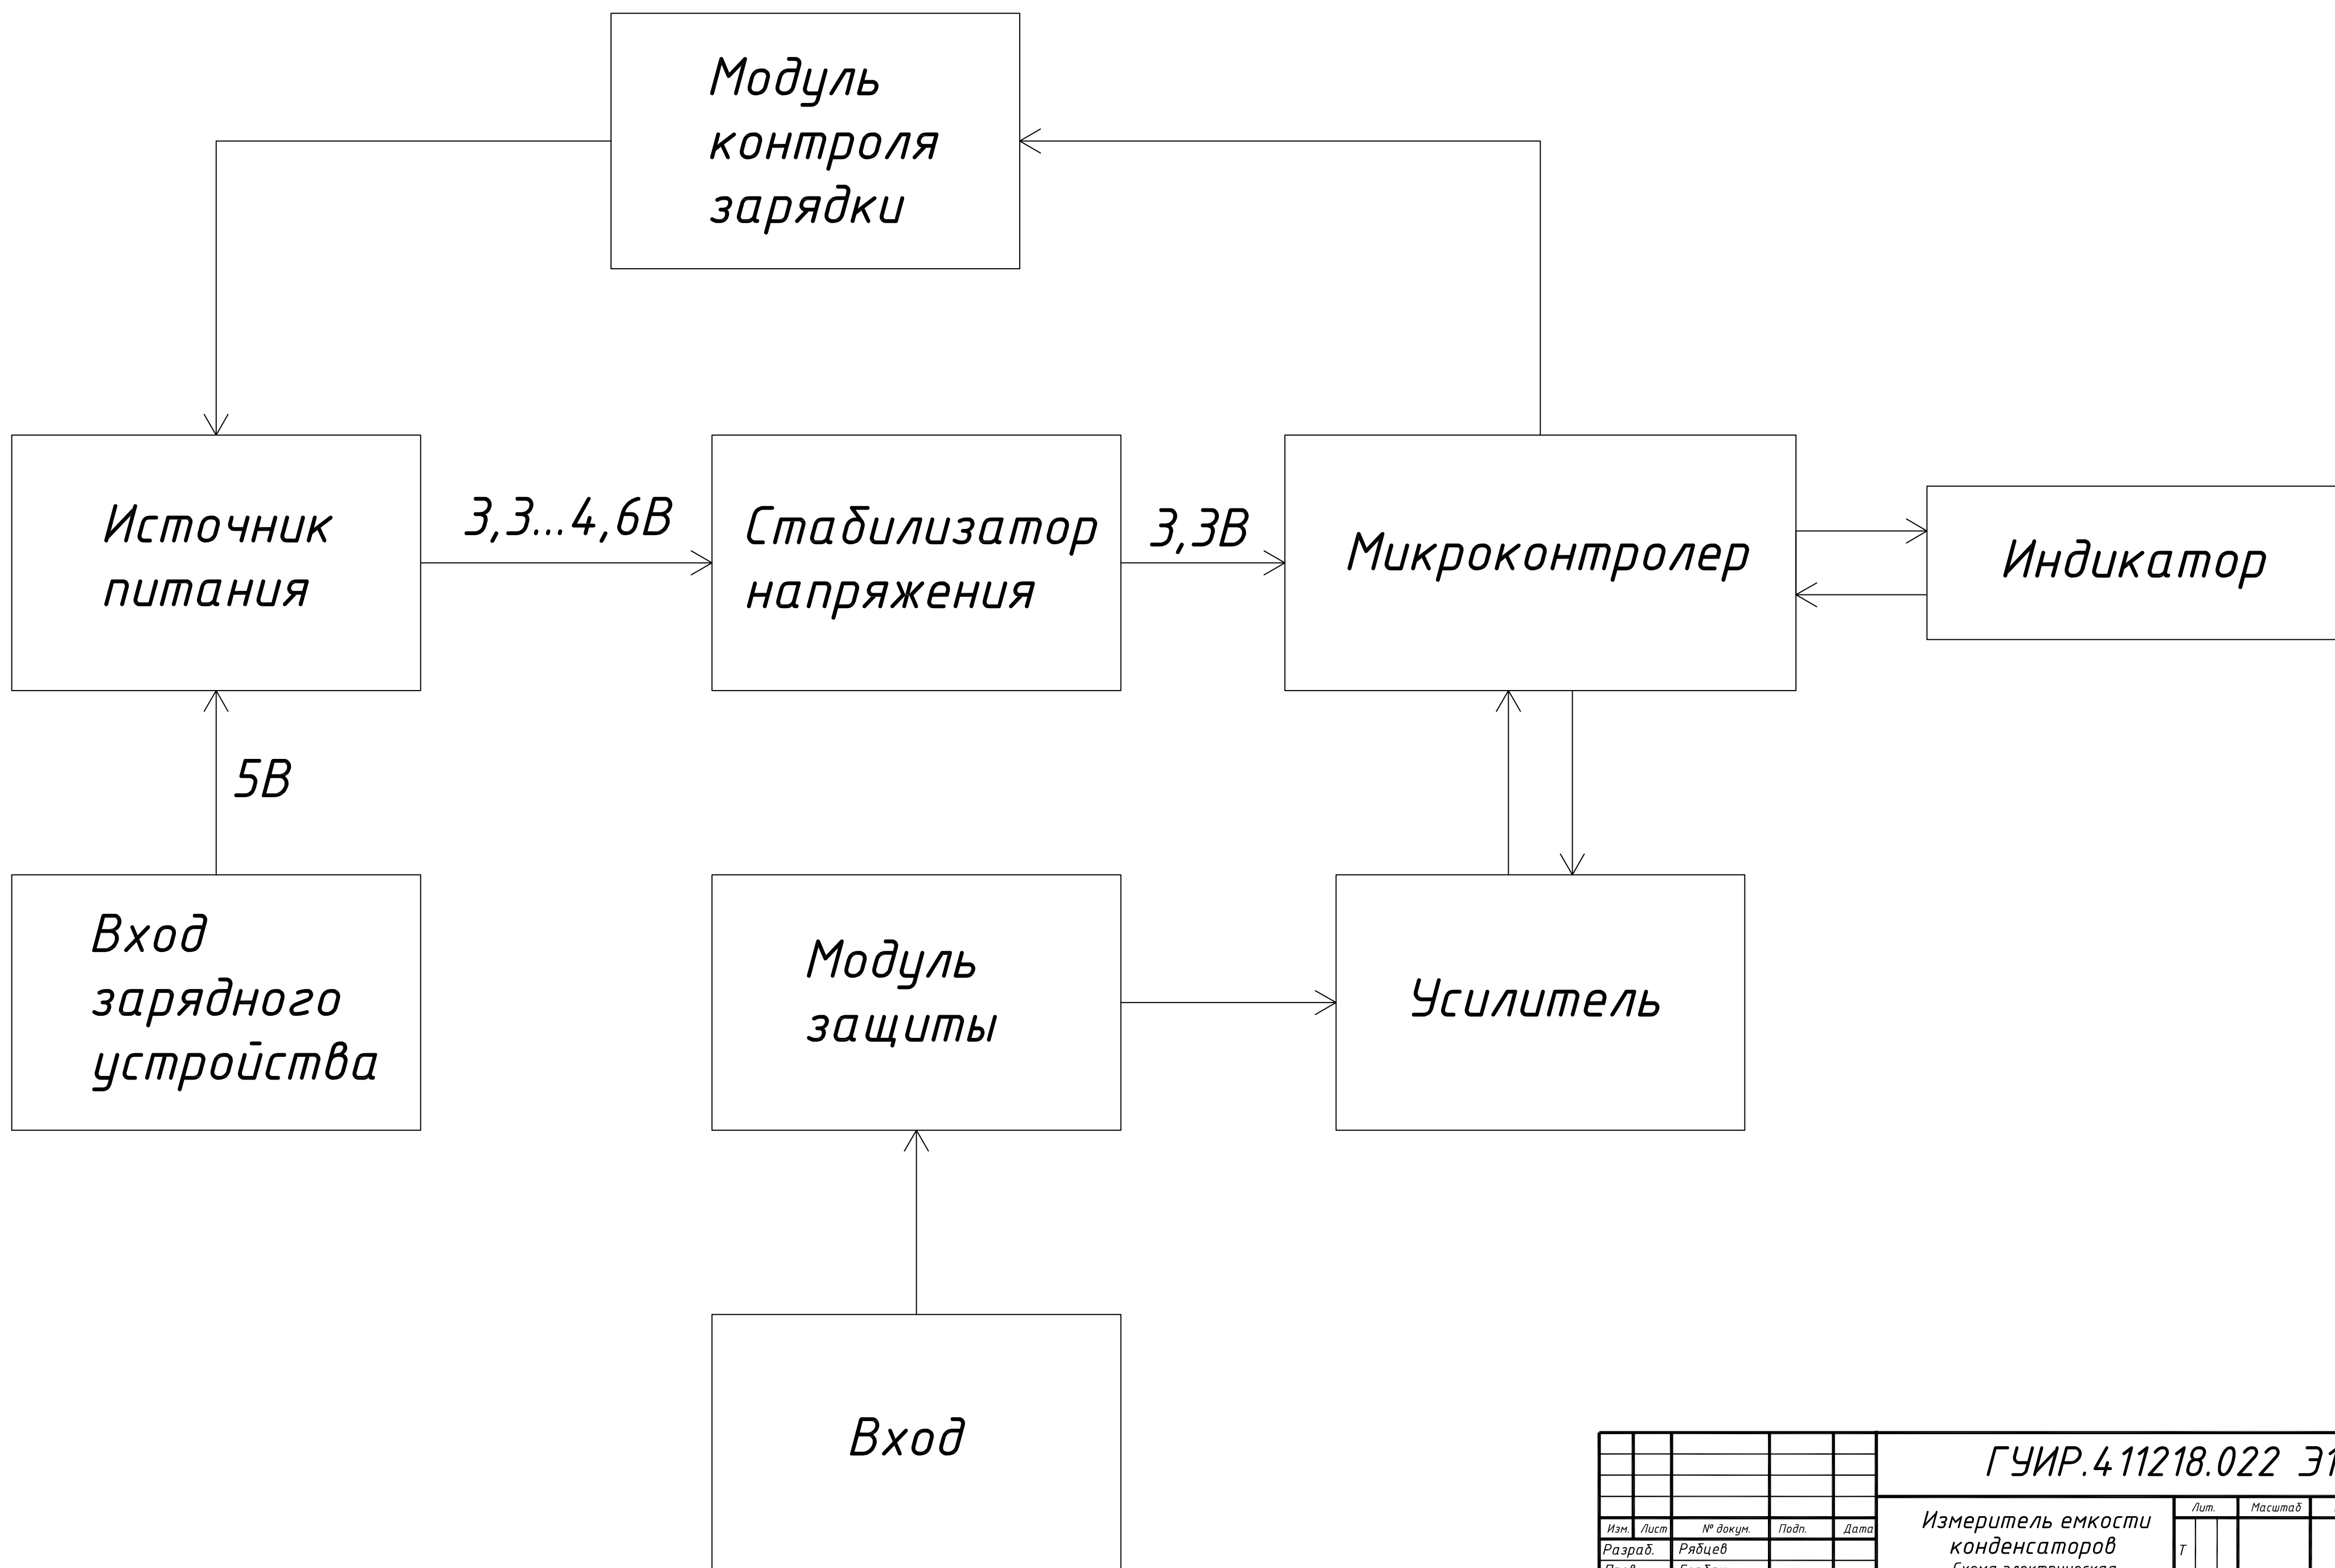 Модуль
контроля
зарядки
Источник
питания
3,3...4,6В
Стабилизатор
напряжения
3,3В
Микроконтролер
Индикатор
5В
Вход
зарядного
устройства
Модуль
защиты
Усилитель
Вход
ГУИР.411218.022 Э1
Измеритель емкости
конденсаторов
Лит. Масштаб
Изм. Лист № докум. Подп. Дата
Разраб. Рябцев
Т